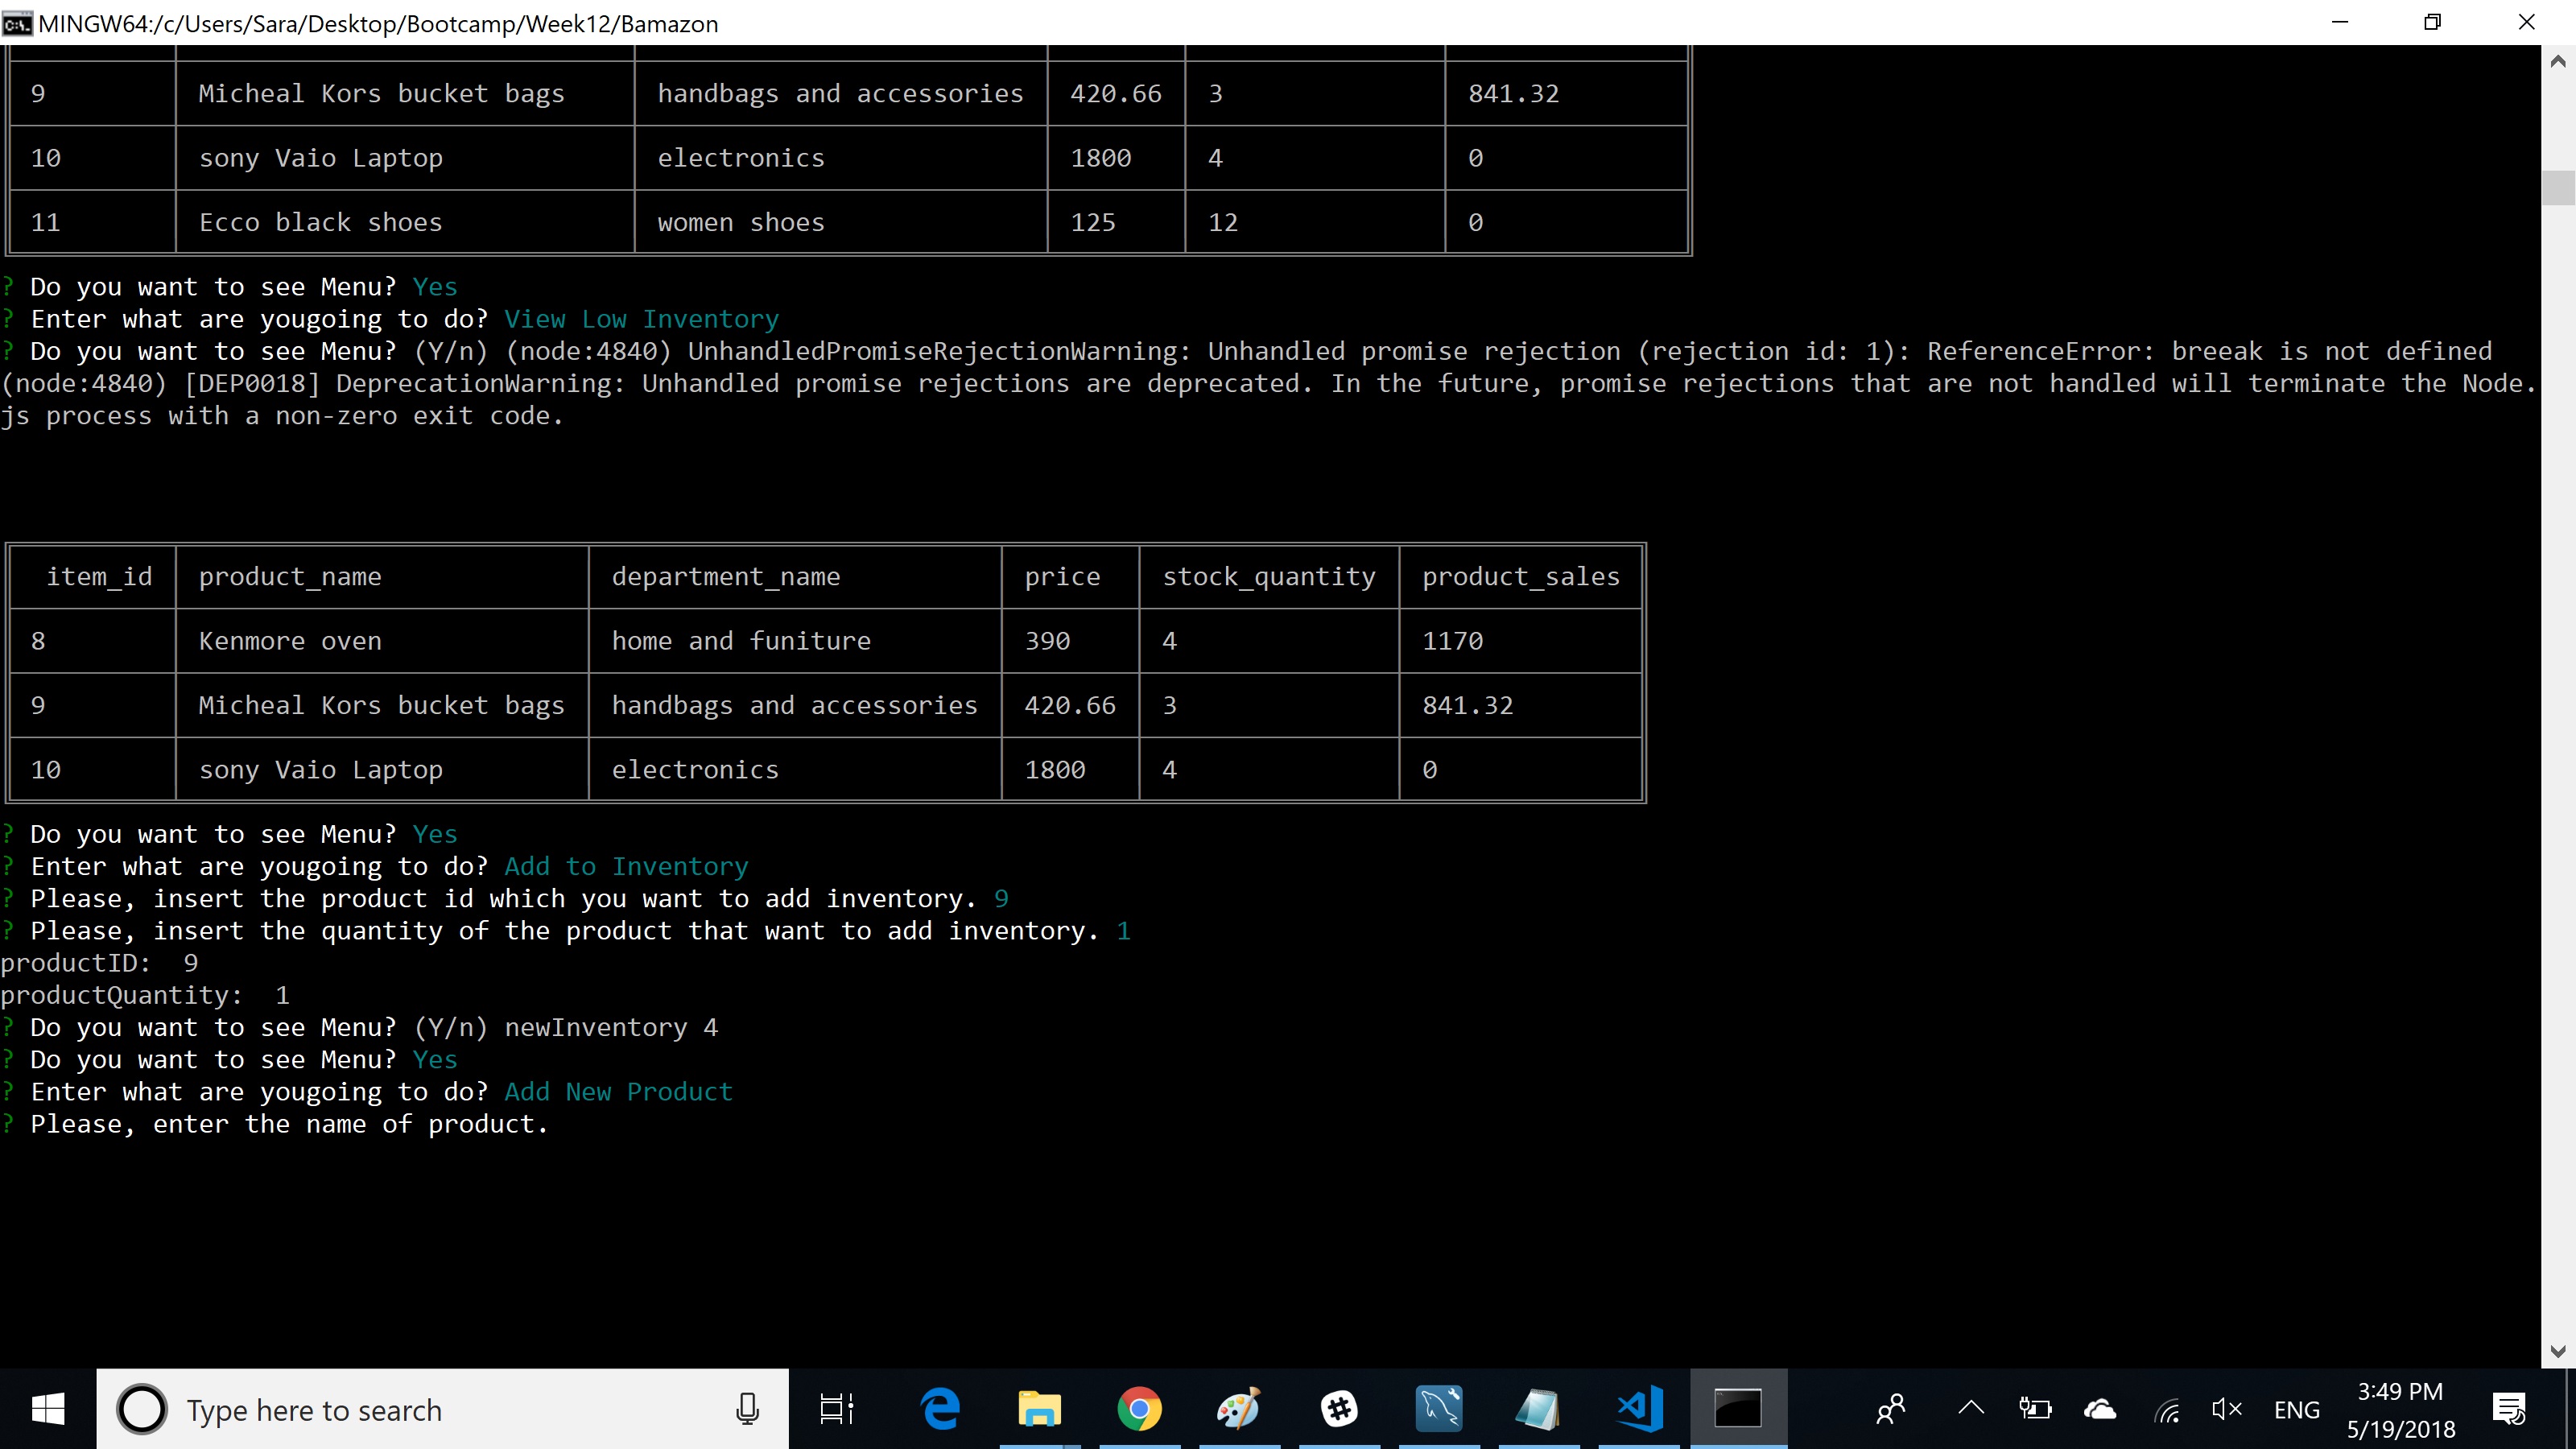 MINGW64:/c/Users/Sara/Desktop/Bootcamp/Week12/Bamazon
9 Micheal Kors bucket bags handbags and accessories 420.66 3 841.32
10 sony Vaio Laptop electronics 1800 4 0
11 Ecco black shoes women shoes 125 12 0
? Do you want to see Menu? Yes
? Enter what are yougoing to do? View Low Inventory
? Do you want to see Menu? (Y/n) (node:4840) UnhandledPromiseRejectionWarning: Unhandled promise rejection (rejection id: 1): ReferenceError: breeak is not defined
(node:4840) [DEP0018] DeprecationWarning: Unhandled promise rejections are deprecated. In the future, promise rejections that are not handled will terminate the Node.
js process with a non-zero exit code.
item_id product_name department_name price stock_quantity product_sales
8 Kenmore oven home and funiture 390 4 1170
9 Micheal Kors bucket bags handbags and accessories 420.66 3 841.32
10 sony Vaio Laptop electronics 1800 4 0
? Do you want to see Menu? Yes
? Enter what are yougoing to do? Add to Inventory
? Please, insert the product id which you want to add inventory. 9
? Please, insert the quantity of the product that want to add inventory. 1
productID:  9
productQuantity:  1
? Do you want to see Menu? (Y/n) newInventory 4
? Do you want to see Menu? Yes
? Enter what are yougoing to do? Add New Product
? Please, enter the name of product.
Type here to search
ENG
3:49 PM
5/19/2018